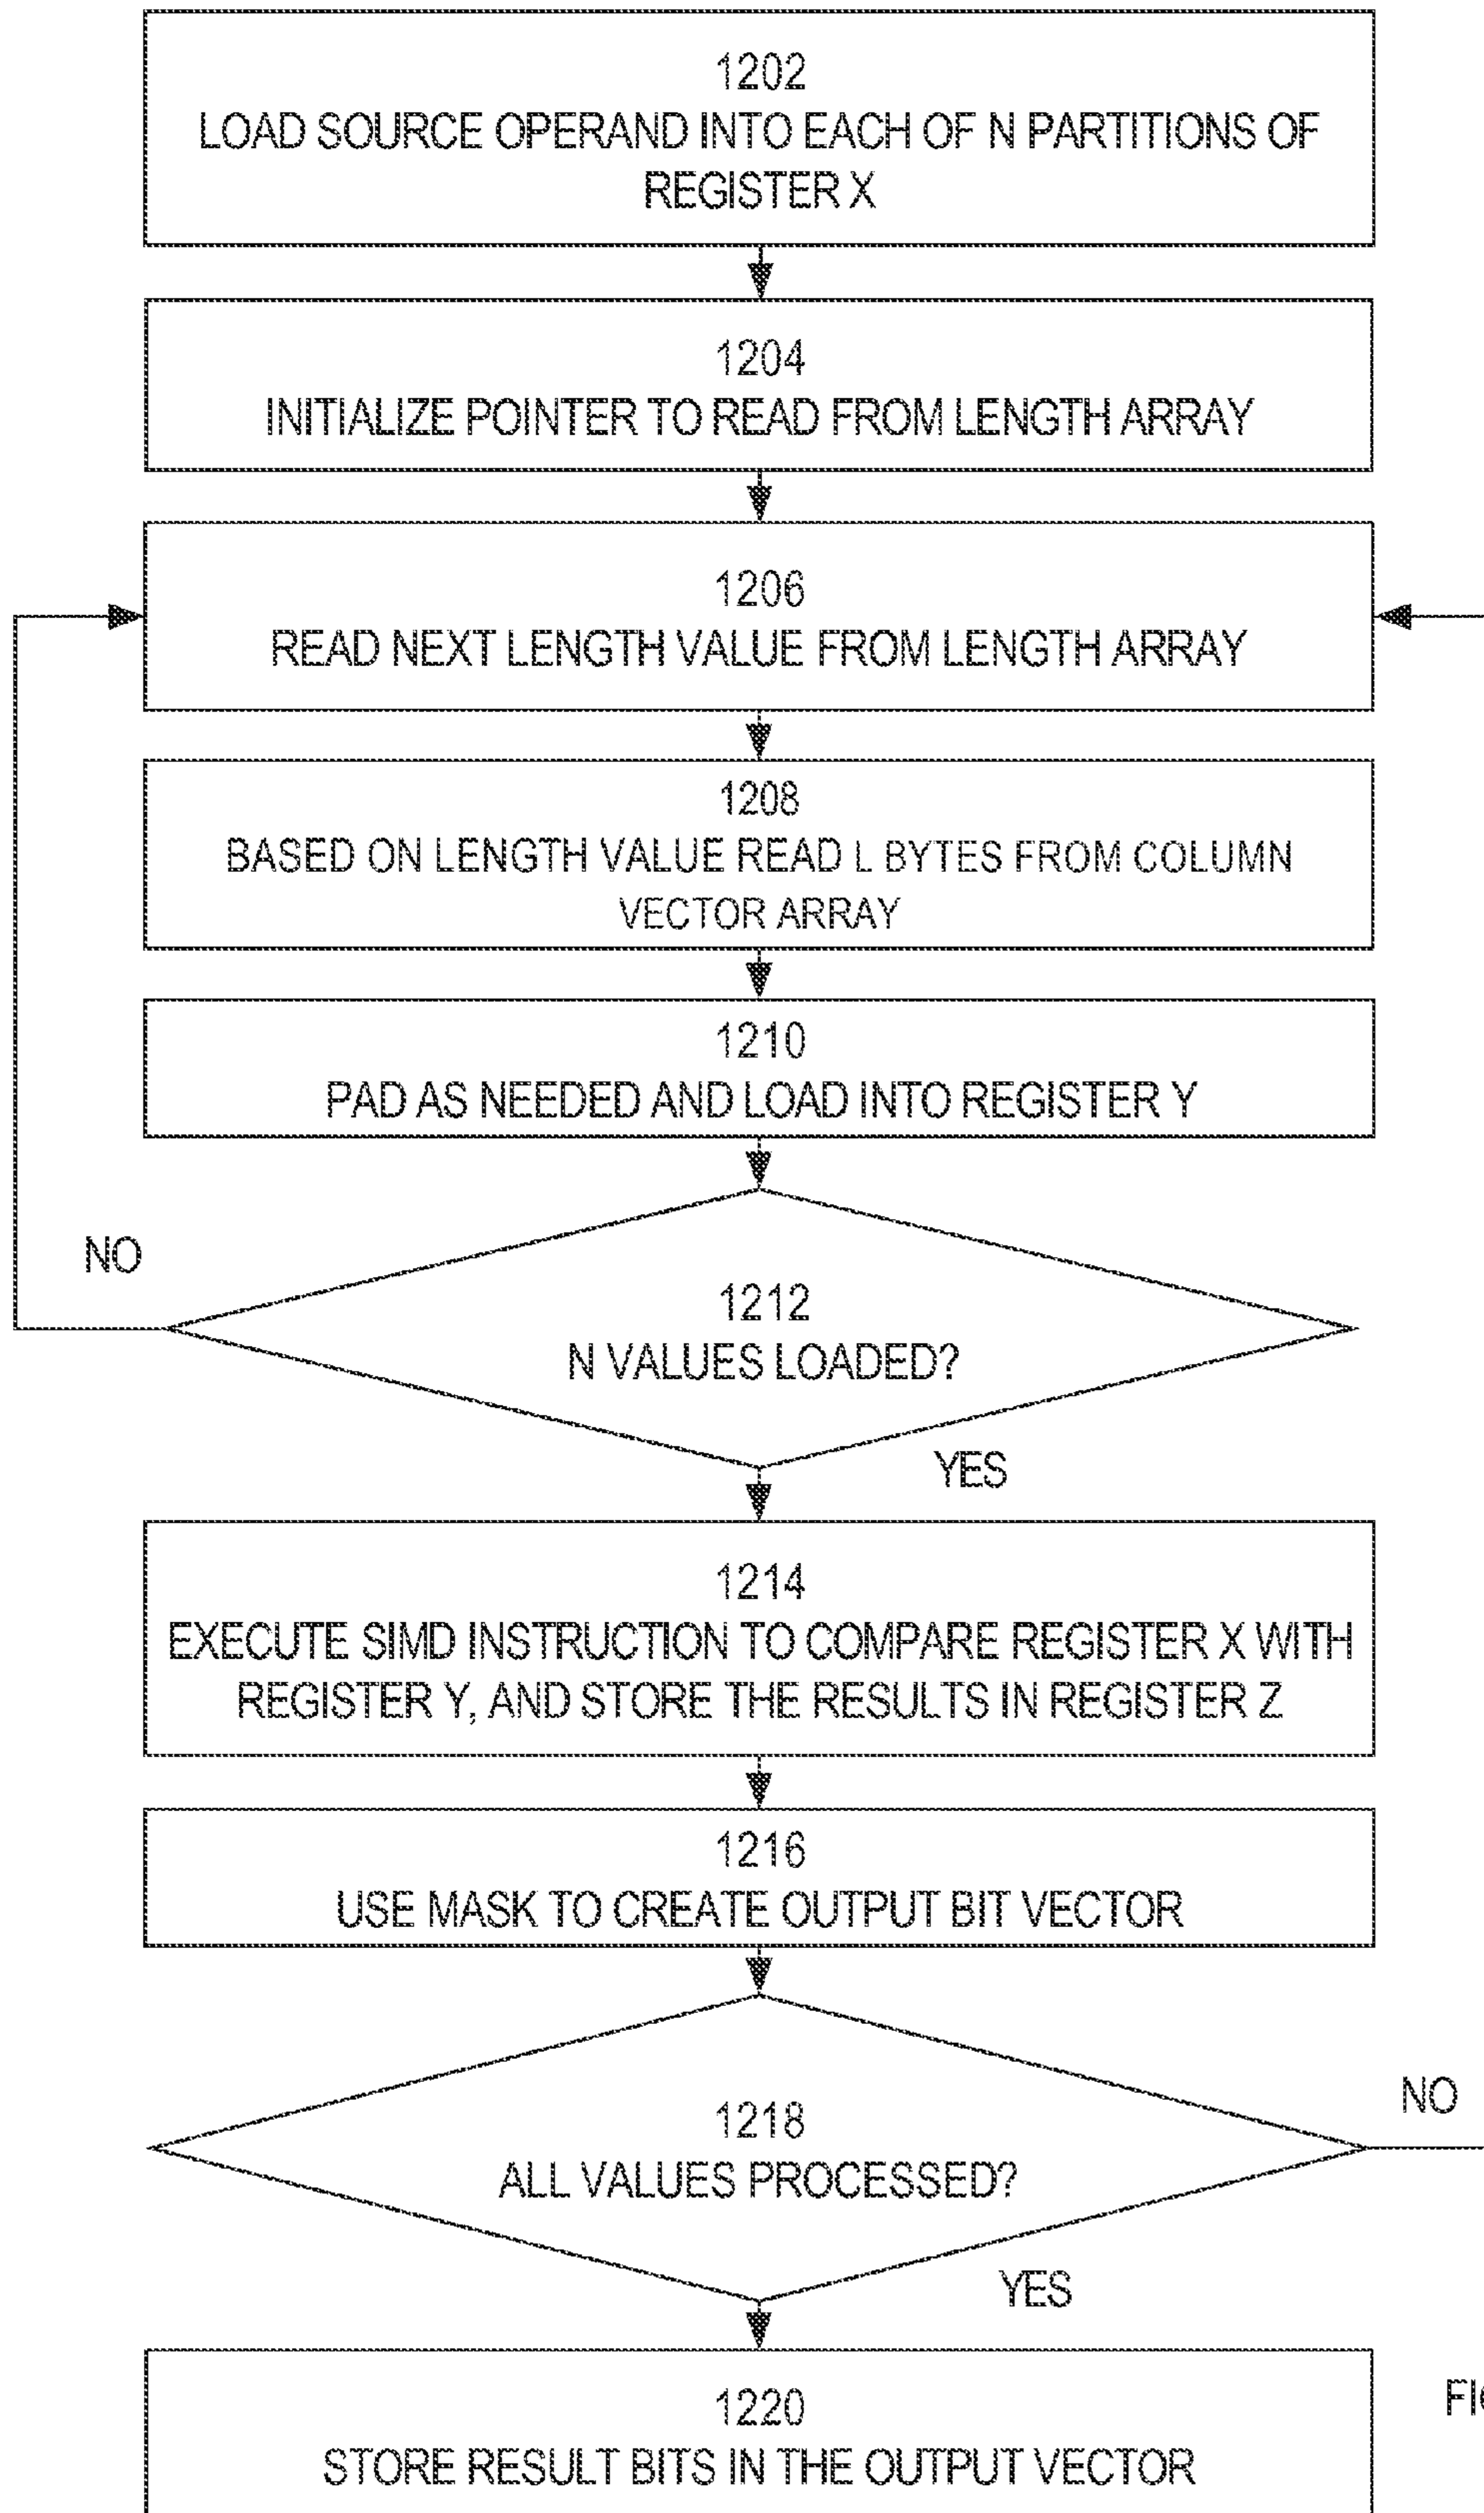 1202
LOAD SOURCE OPERAND INTO EACH OF N PARTITIONS OF
REGISTER X
1204
INITIALIZE POINTER TO READ FROM LENGTH ARRAY
1206
READ NEXT LENGTH VALUE FROM LENGTH ARRAY
1208
BASED ON LENGTH VALUE READ L BYTES FROM COLUMN
VECTOR ARRAY
1210
PAD AS NEEDED AND LOAD INTO REGISTER Y
NO
1212
N VALUES LOADED?
YES
1214
EXECUTE SIMD INSTRUCTION TO COMPARE REGISTER X WITH
REGISTER Y, AND STORE THE RESULTS IN REGISTER Z
1216
USE MASK TO CREATE OUTPUT BIT VECTOR
NO
1218
ALL VALUES PROCESSED?
YES
1220
STORE RESULT BITS IN THE OUTPUT VECTOR